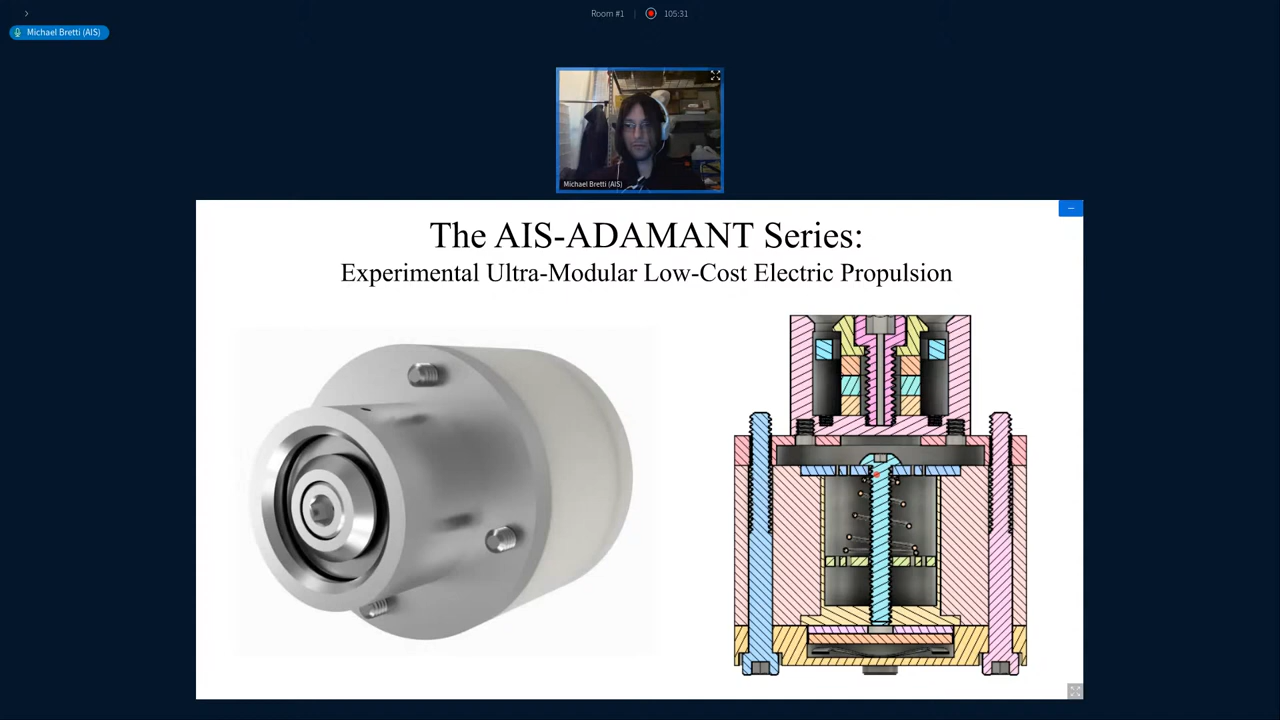 Room #1
105:31
Michael Bretti (AIS)
Michael Bretti (AIS)
The AIS-ADAMANT Series:
Experimental Ultra-Modular Low-Cost Electric Propulsion